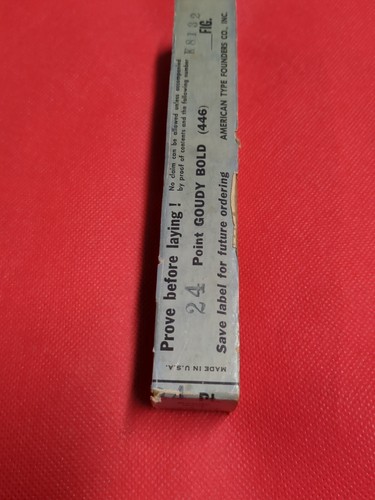 Prove before laying!
No claim can be allowed unless accompanied
by proof of contents and the following number
K8132
24 Point GOUDY BOLD (446)
FIG.
Save label for future ordering
AMERICAN TYPE FOUNDERS CO., INC.
MADE IN U.S.A.